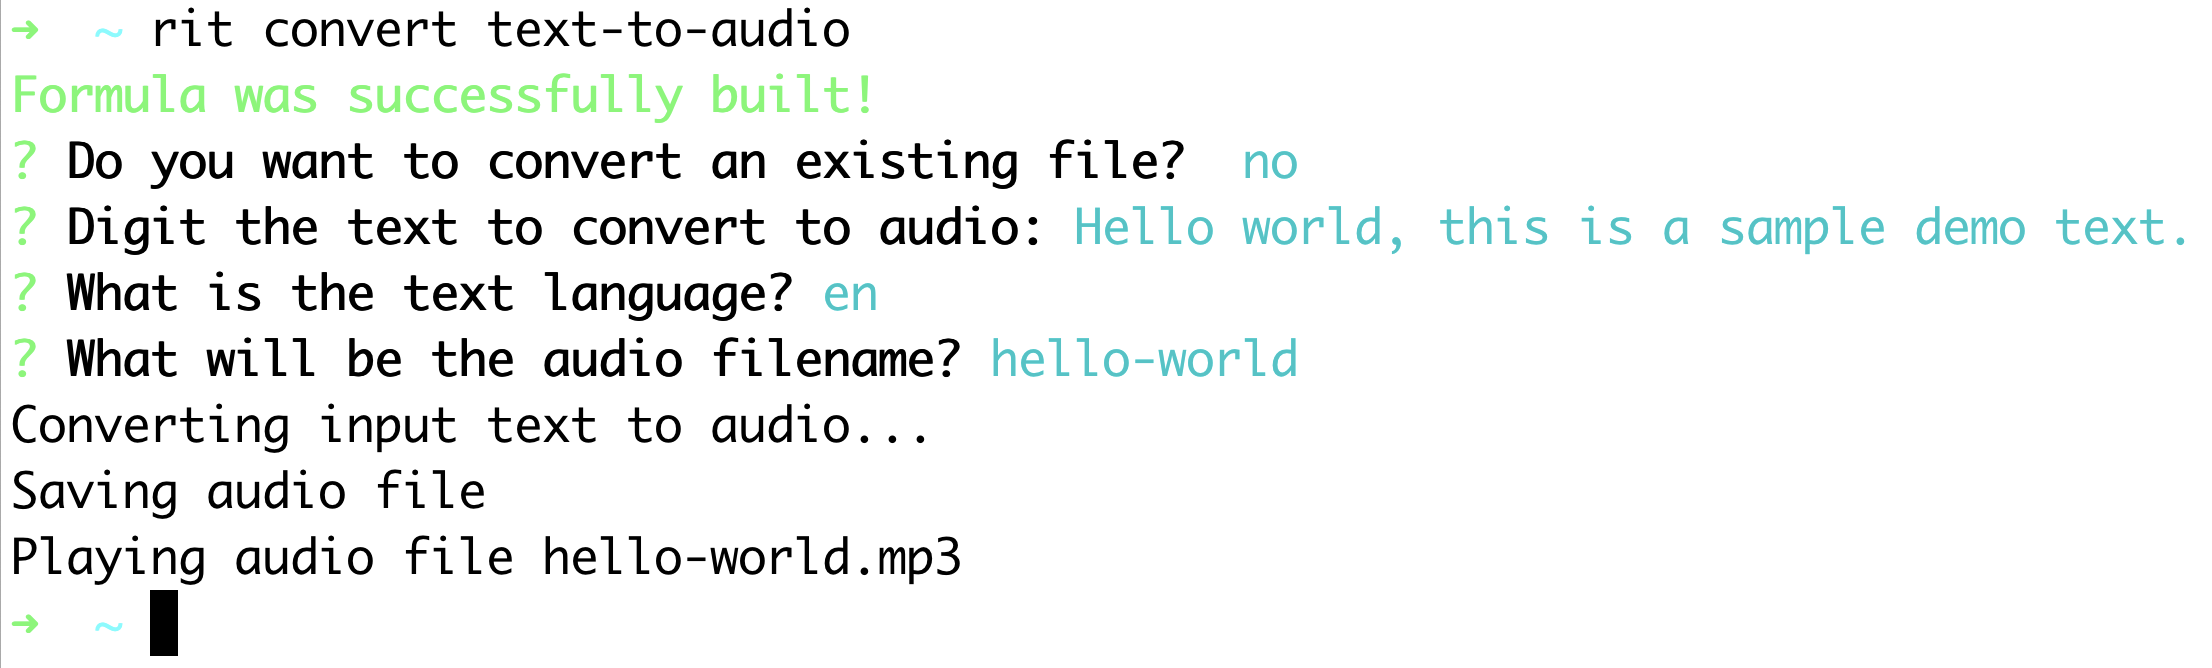 ➜  ~ rit convert text-to-audio
Formula was successfully built!
? Do you want to convert an existing file?  no
? Digit the text to convert to audio: Hello world, this is a sample demo text.
? What is the text language? en
? What will be the audio filename? hello-world
Converting input text to audio...
Saving audio file
Playing audio file hello-world.mp3
➜  ~